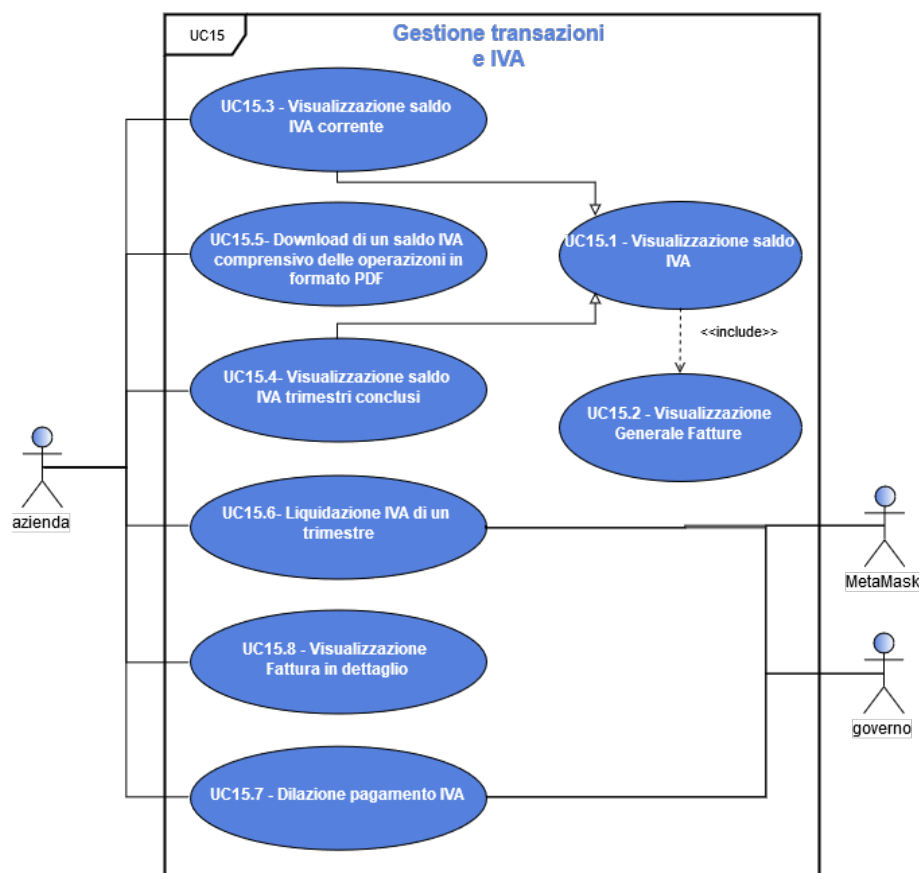 UC15
Gestione transazioni
e IVA
UC15.3 - Visualizzazione saldo
IVA corrente
UC15.5- Download di un saldo IVA
comprensivo delle operazizoni in
formato PDF
UC15.1 - Visualizzazione saldo
IVA
<<include>>
UC15.4- Visualizzazione saldo
IVA trimestri conclusi
UC15.2 - Visualizzazione
Generale Fatture
azienda
UC15.6- Liquidazione IVA di un
trimestre
MetaMask
UC15.8 - Visualizzazione
Fattura in dettaglio
governo
UC15.7 - Dilazione pagamento IVA